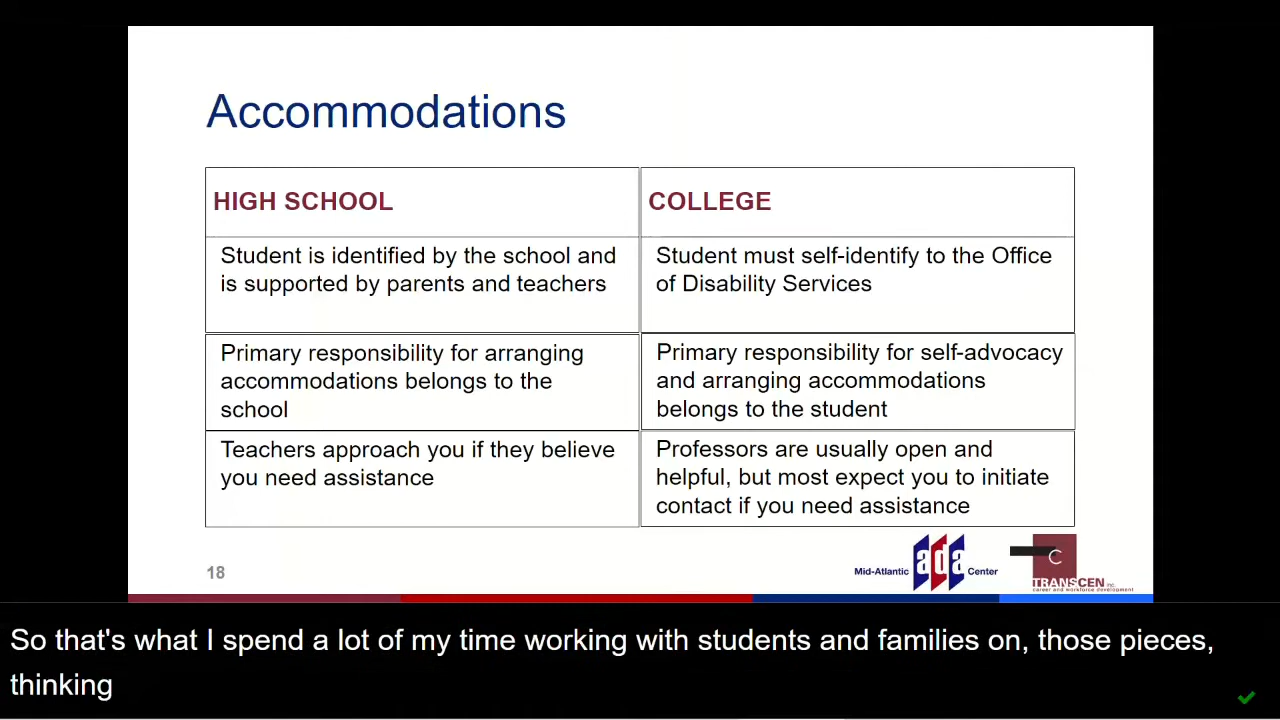 Accommodations
HIGH SCHOOL
COLLEGE
Student is identified by the school and
is supported by parents and teachers
Student must self-identify to the Office
of Disability Services
Primary responsibility for arranging
accommodations belongs to the
school
Primary responsibility for self-advocacy
and arranging accommodations
belongs to the student
Teachers approach you if they believe
you need assistance
Professors are usually open and
helpful, but most expect you to initiate
contact if you need assistance
18
Mid-Atlantic ada Center
C
TRANSCEN inc.
career and workforce development
So that's what I spend a lot of my time working with students and families on, those pieces,
thinking